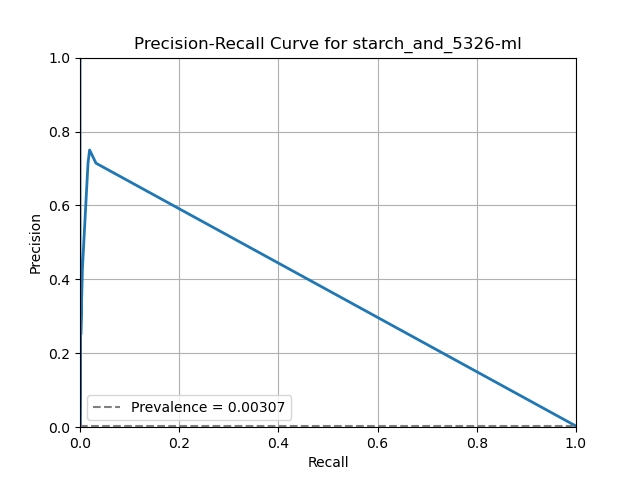 Precision-Recall Curve for starch_and_5326-ml
1.0
0.8
0.6
0.4
0.2
0.0
Precision
Prevalence = 0.00307
0.0 0.2 0.4 0.6 0.8 1.0
Recall